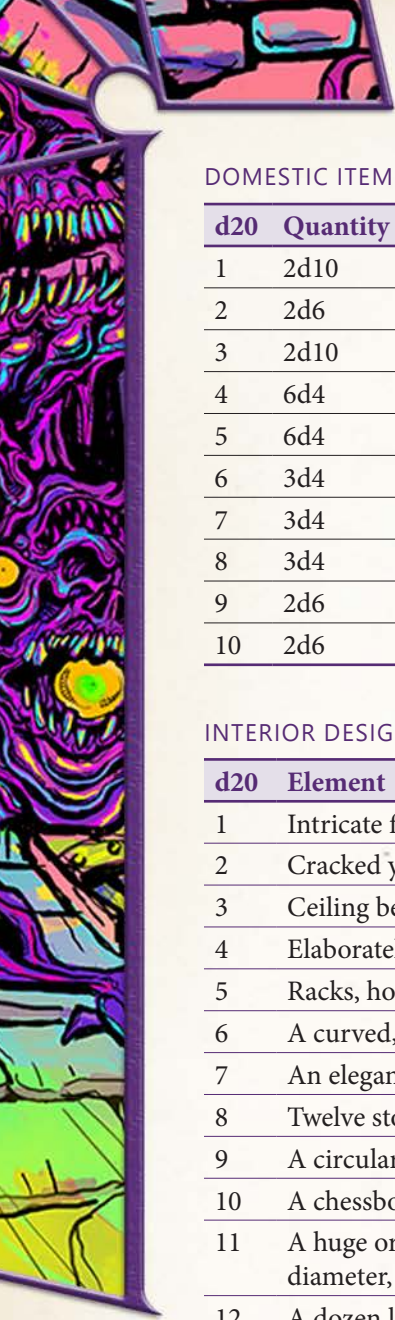 DOMESTIC ITEM
d20 Quantity
1 2d10
2 2d6
3 2d10
4 6d4
5 6d4
6 3d4
7 3d4
8 3d4
9 2d6
10 2d6
INTERIOR DESIG
d20 Element
1 Intricate f
2 Cracked y
3 Ceiling be
4 Elaboratel
5 Racks, ho
6 A curved,
7 An elegan
8 Twelve sto
9 A circular
10 A chessbo
11 A huge or
diameter,
12 A dozen l